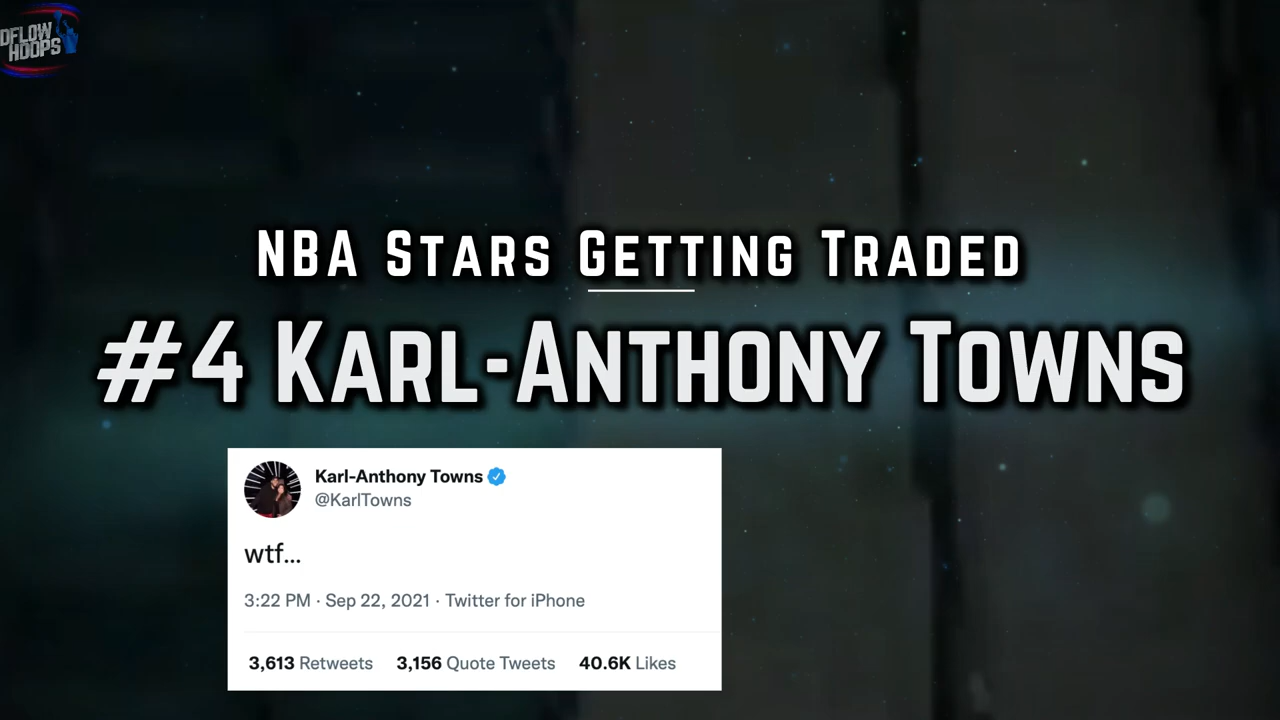 DFLOW
HOOPS
NBA Stars Getting Traded
#4 Karl-Anthony Towns
Karl-Anthony Towns
@KarlTowns
wtf...
3:22 PM · Sep 22, 2021 · Twitter for iPhone
3,613 Retweets 3,156 Quote Tweets 40.6K Likes